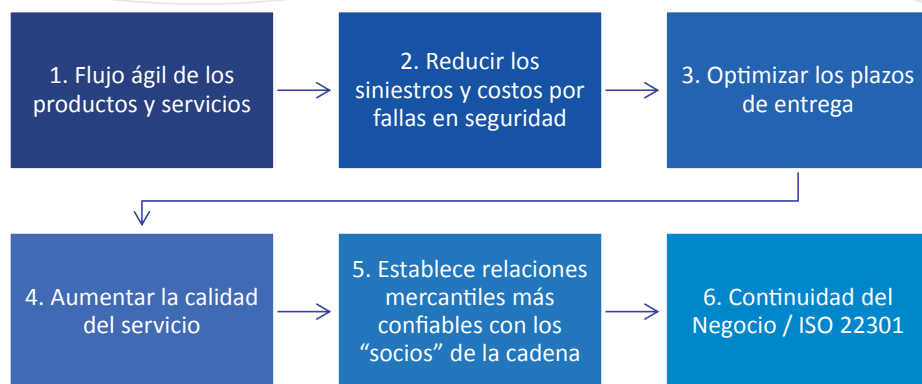 1. Flujo ágil de los
productos y servicios
2. Reducir los
siniestros y costos por
fallas en seguridad
3. Optimizar los plazos
de entrega
4. Aumentar la calidad
del servicio
5. Establece relaciones
mercantiles más
confiables con los
“socios” de la cadena
6. Continuidad del
Negocio / ISO 22301